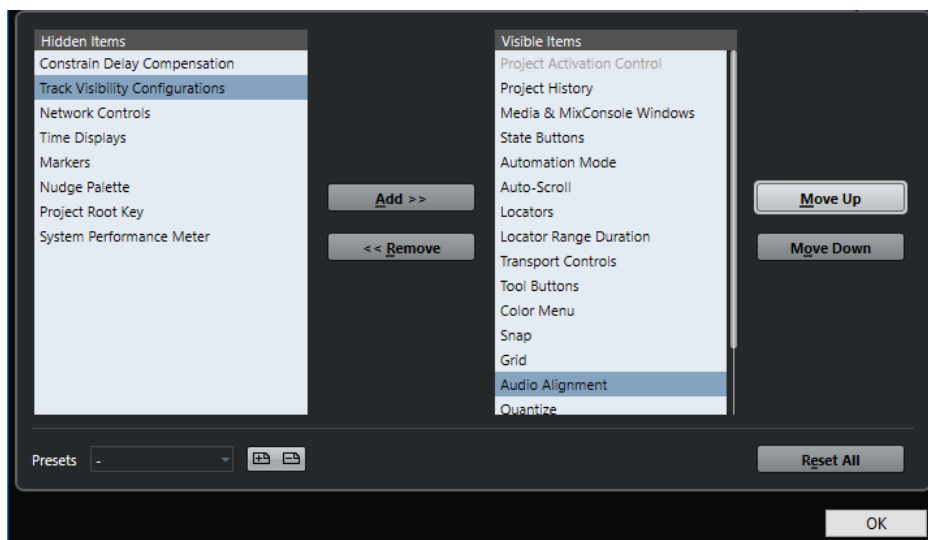 Hidden Items
Constrain Delay Compensation
Track Visibility Configurations
Network Controls
Time Displays
Markers
Nudge Palette
Project Root Key
System Performance Meter
Add >>
<< Remove
Visible Items
Project Activation Control
Project History
Media & MixConsole Windows
State Buttons
Automation Mode
Auto-Scroll
Locators
Locator Range Duration
Transport Controls
Tool Buttons
Color Menu
Snap
Grid
Audio Alignment
Quantize
Move Up
Move Down
Presets -
Reset All
OK